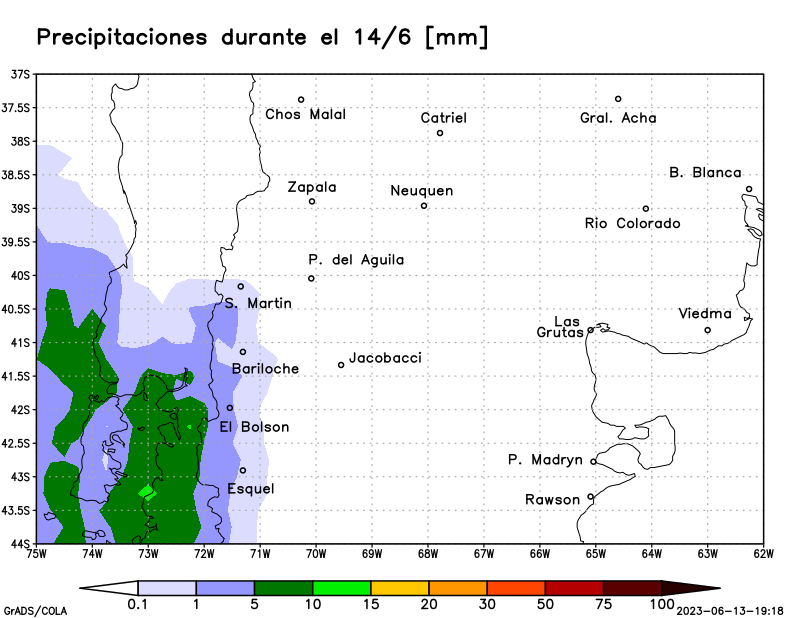 Precipitaciones durante el 14/6 [mm]
37S
37.5S
38S
38.5S
39S
39.5S
40S
40.5S
41S
41.5S
42S
42.5S
43S
43.5S
44S
Chos Malal
Catriel
Gral. Acha
B. Blanca
Zapala
Neuquen
Rio Colorado
P. del Aguila
S. Martin
Viedma
Las
Grutas
Jacobacci
Bariloche
El Bolson
P. Madryn
Esquel
Rawson
75W 74W 73W 72W 71W 70W 69W 68W 67W 66W 65W 64W 63W 62W
0.1 1 5 10 15 20 30 50 75 100
GrADS/COLA
2023-06-13-19:18